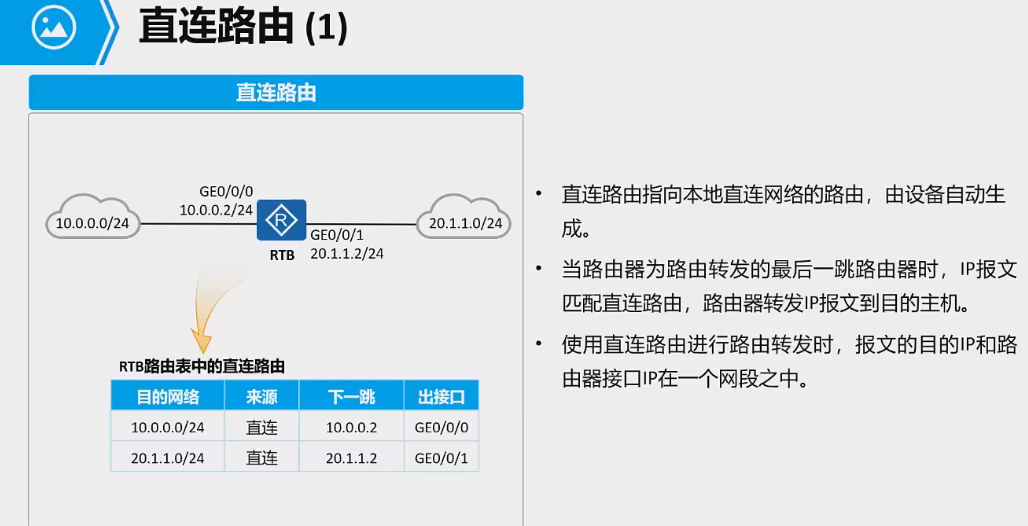 直连路由 (1)
直连路由
GE0/0/0
10.0.0.2/24
10.0.0.0/24
R
20.1.1.0/24
GE0/0/1
RTB
20.1.1.2/24
RTB路由表中的直连路由
目的网络 来源 下一跳 出接口
10.0.0.0/24 直连 10.0.0.2 GE0/0/0
20.1.1.0/24 直连 20.1.1.2 GE0/0/1
• 直连路由指向本地直连网络的路由，由设备自动生
成。
• 当路由器为路由转发的最后一跳路由器时，IP报文
匹配直连路由，路由器转发IP报文到目的主机。
• 使用直连路由进行路由转发时，报文的目的IP和路
由器接口IP在一个网段之中。